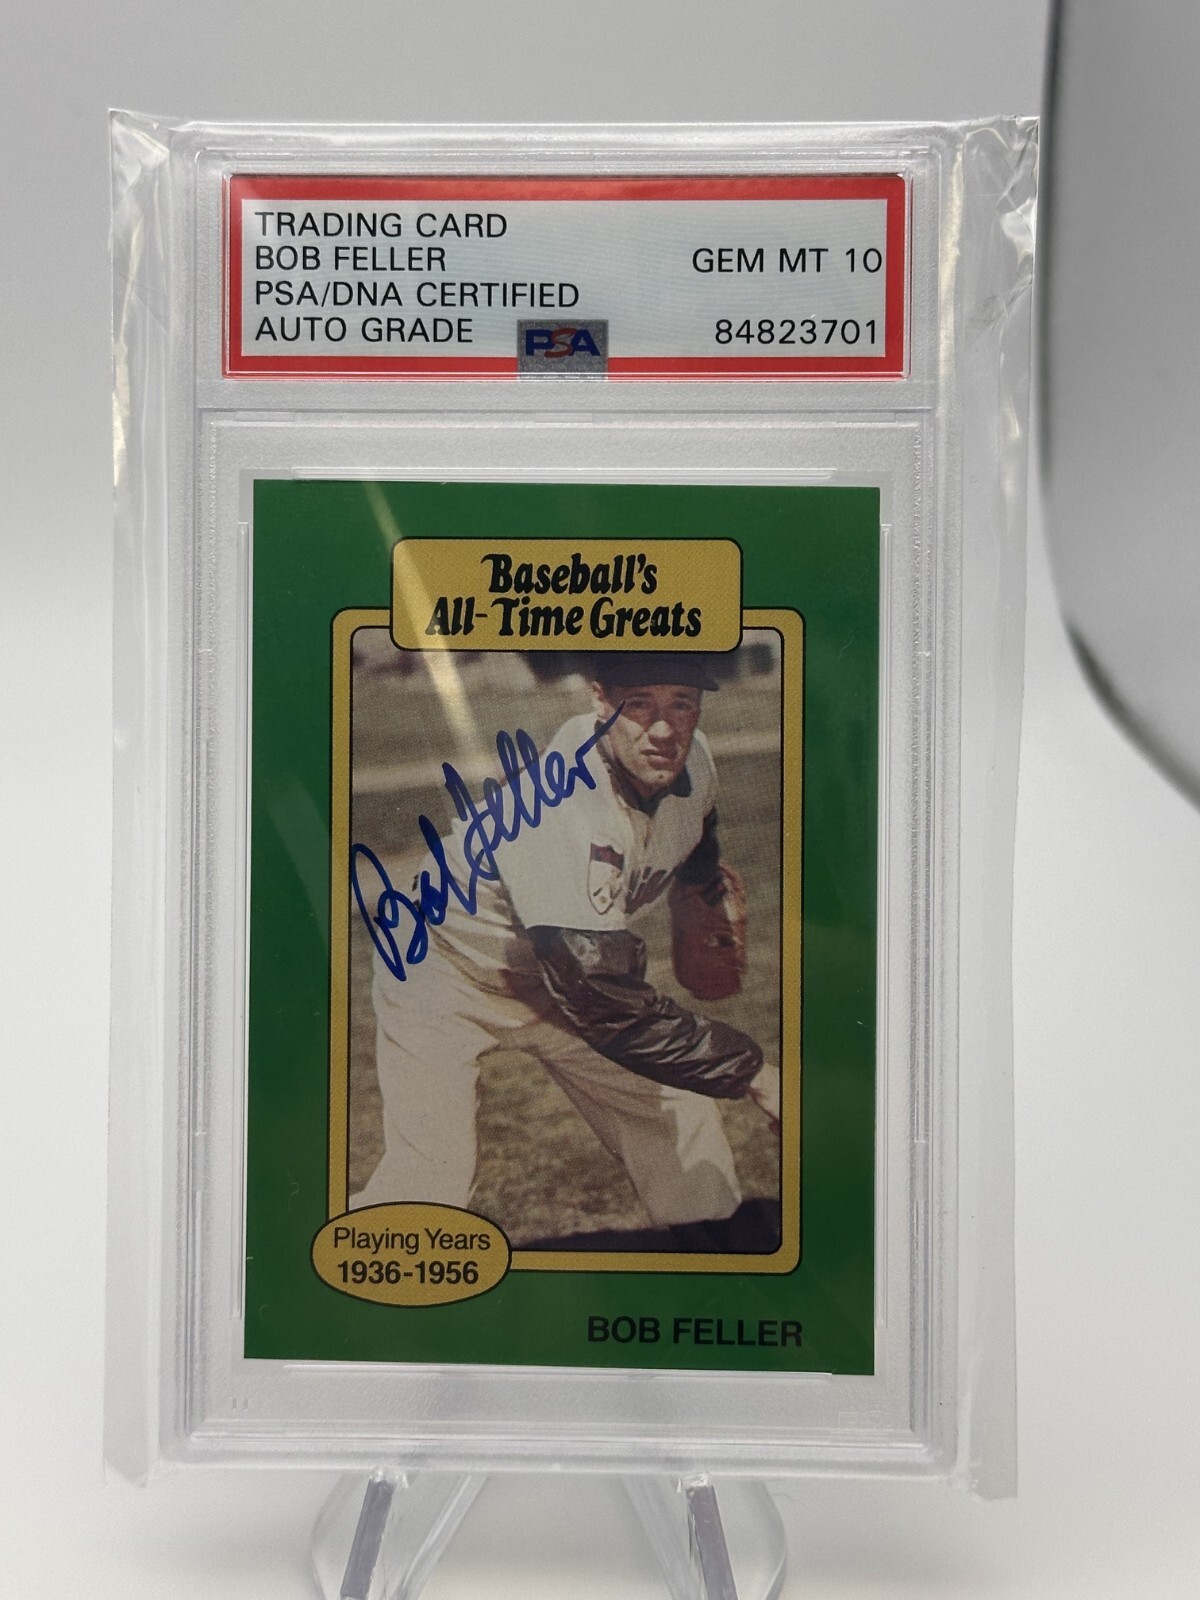 TRADING CARD
BOB FELLER
PSA/DNA CERTIFIED
AUTO GRADE
GEM MT 10
84823701
PSA
Baseball's
All-Time Greats
Bob Feller
Playing Years
1936-1956
BOB FELLER